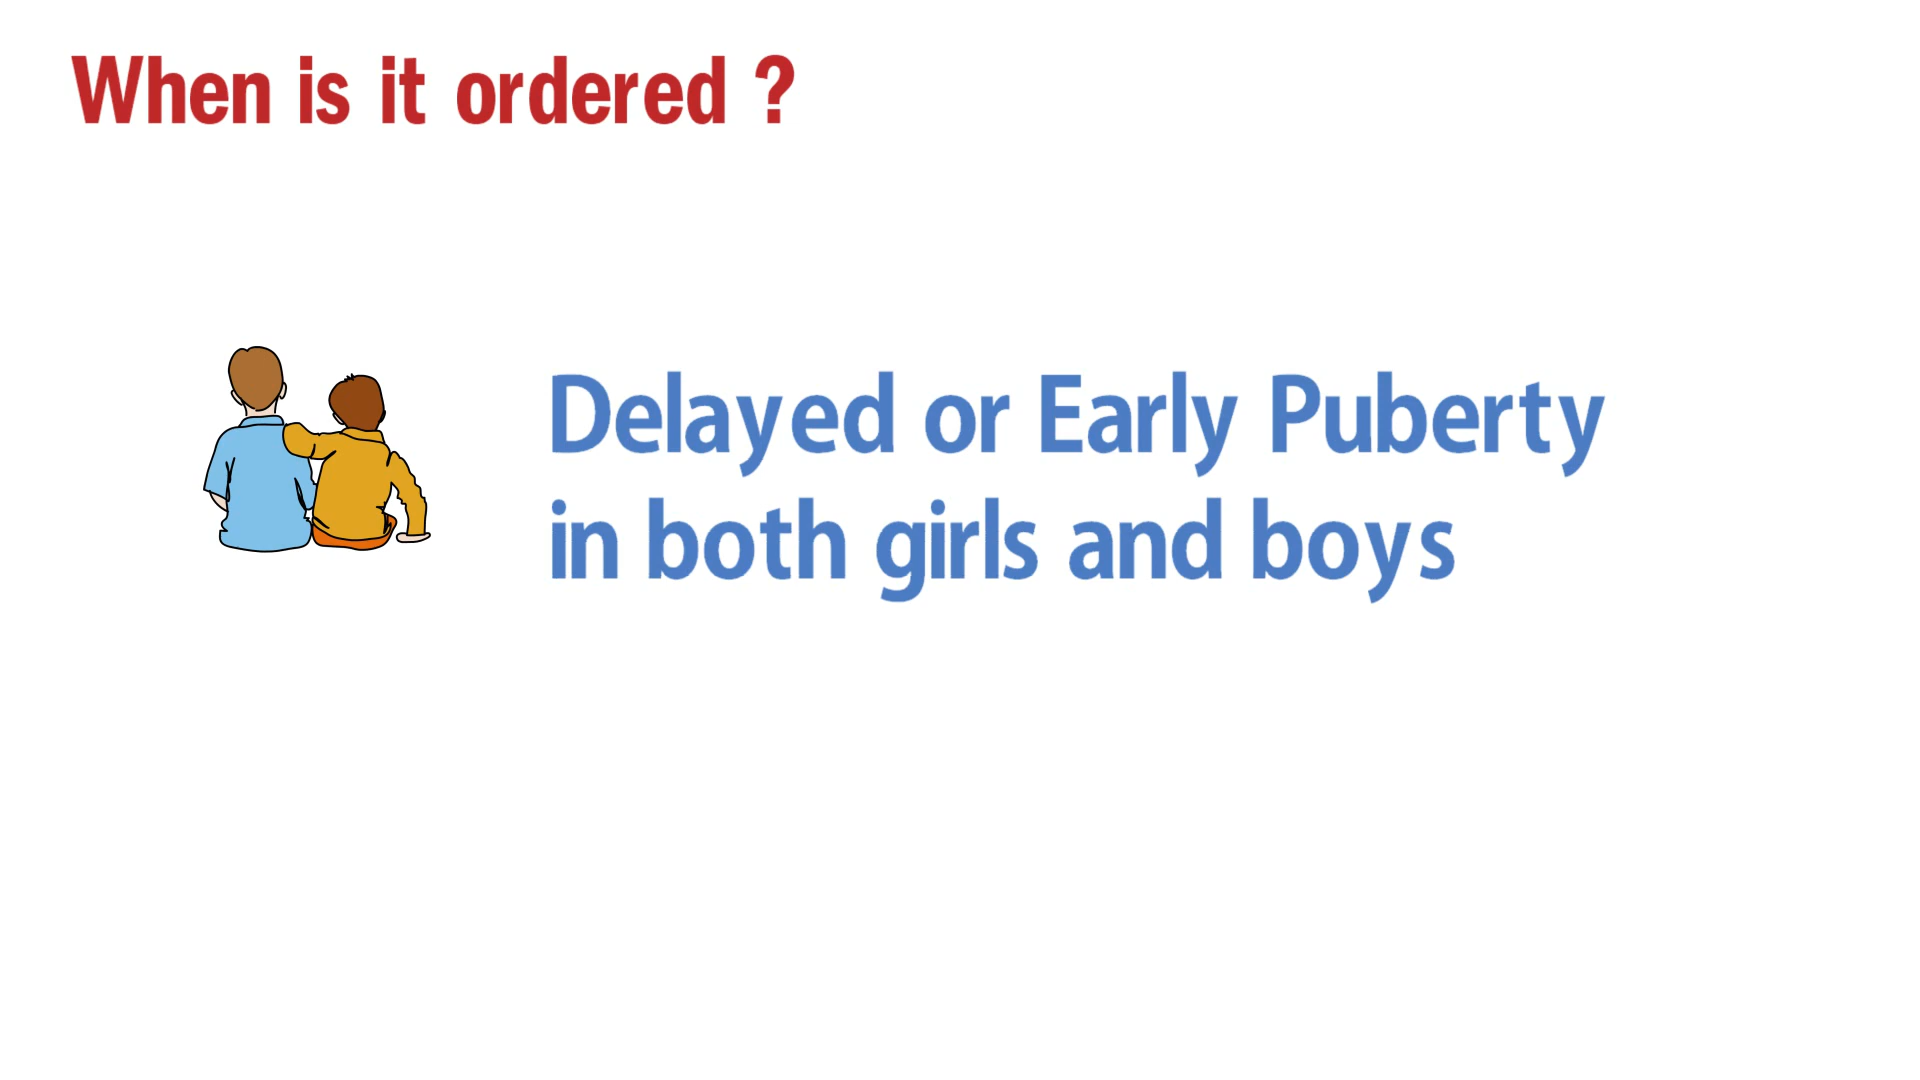 When is it ordered ?
Delayed or Early Puberty
in both girls and boys